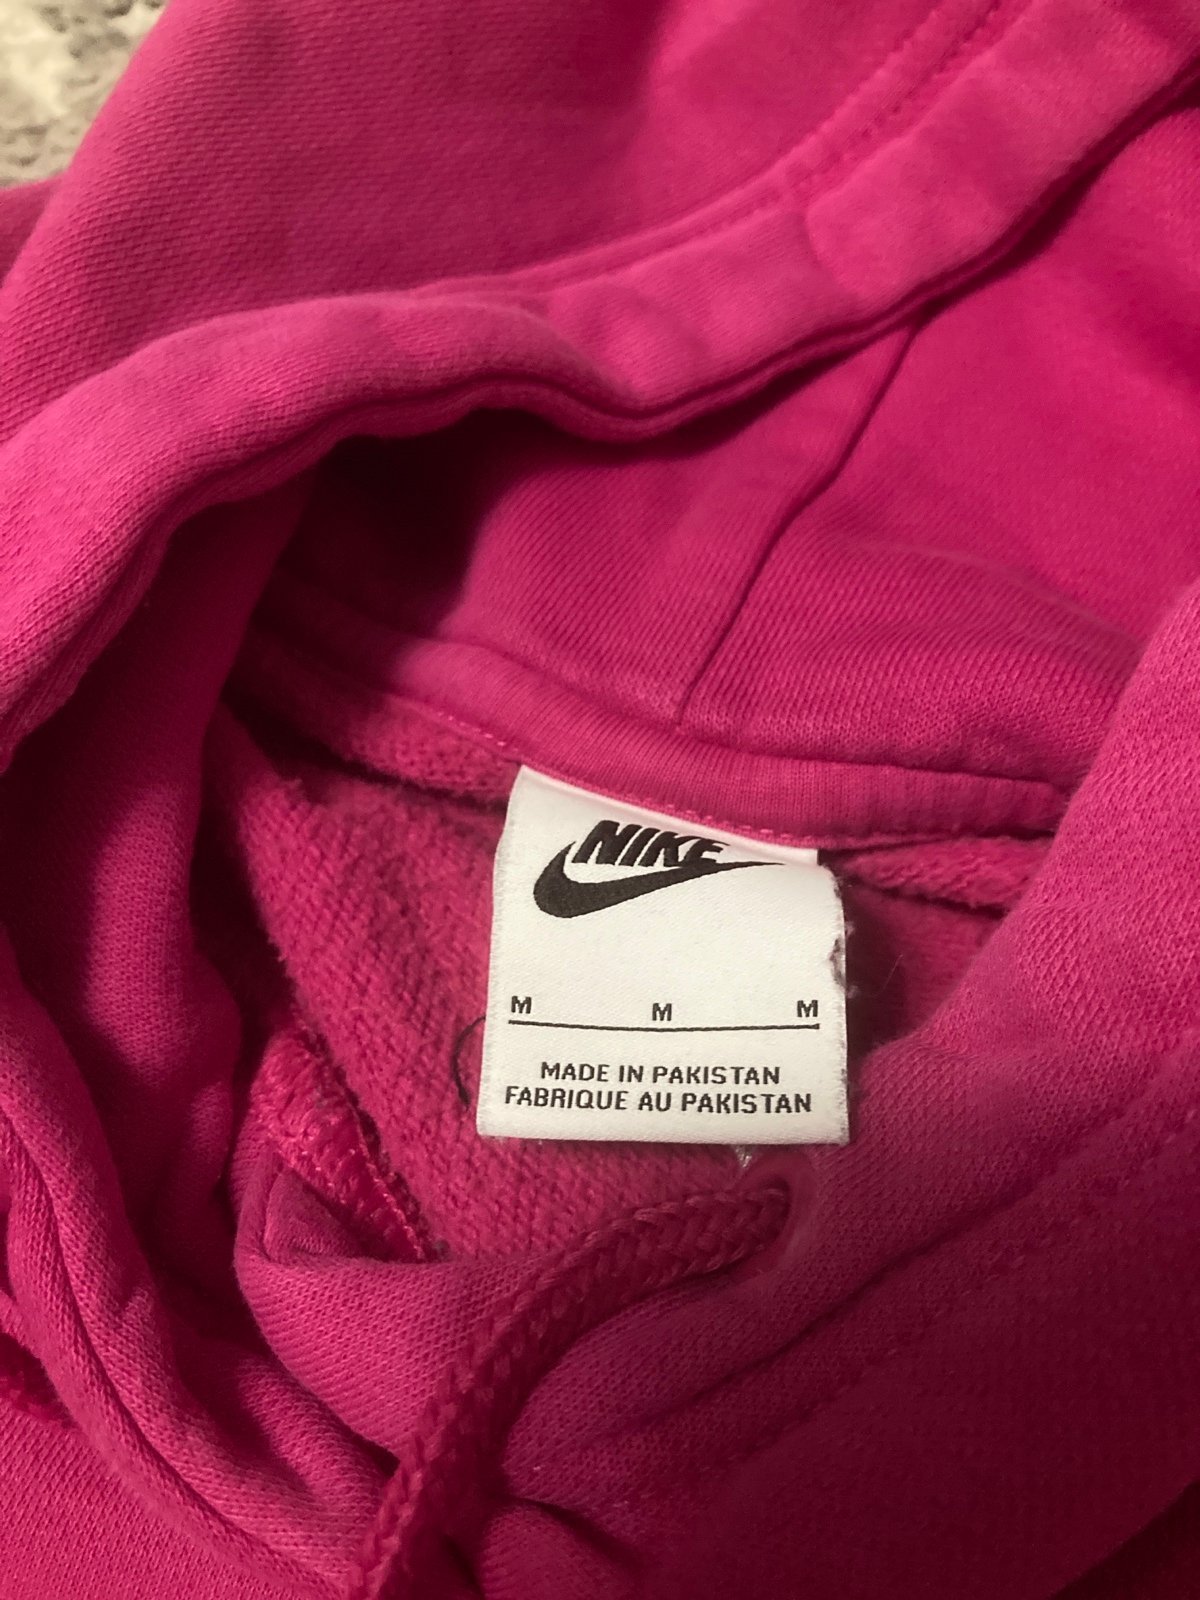 NIKE
M M M
MADE IN PAKISTAN
FABRIQUE AU PAKISTAN